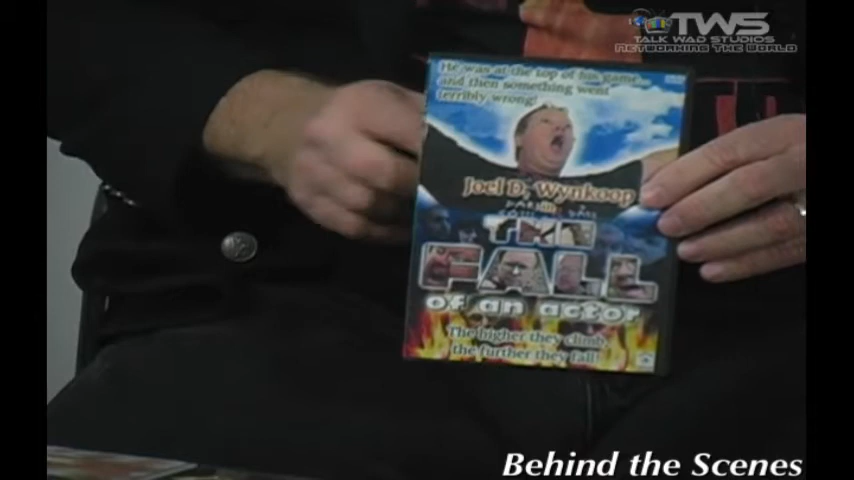 TWS
TALK WAD STUDIOS
NETWORKING THE WORLD
He was at the top of his game
and then something went
terribly wrong!
Joel D. Wynkoop
in
THE
FALL
of an actor
The higher they climb,
the further they fall!
Behind the Scenes